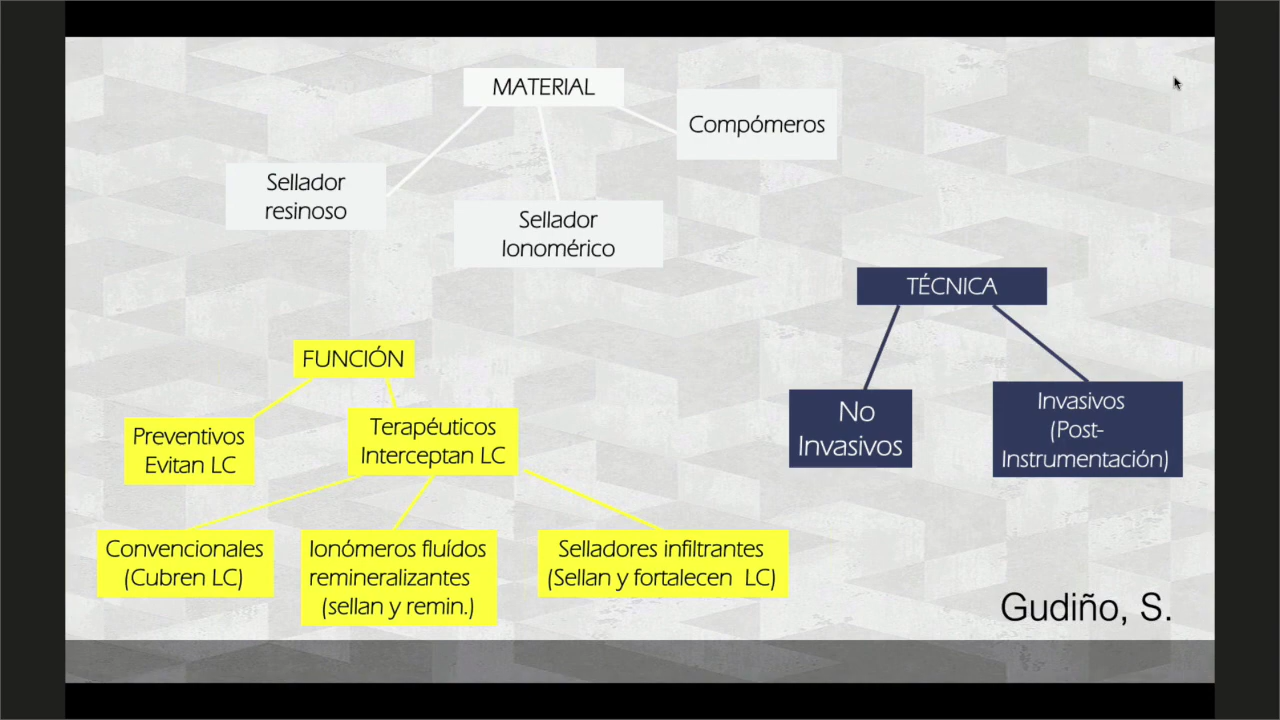 MATERIAL
Compómeros
Sellador
resinoso
Sellador
Ionomérico
TÉCNICA
No
Invasivos
Invasivos
(Post-
Instrumentación)
FUNCIÓN
Preventivos
Evitan LC
Terapéuticos
Interceptan LC
Convencionales
(Cubren LC)
Ionómeros fluídos
remineralizantes
(sellan y remin.)
Selladores infiltrantes
(Sellan y fortalecen LC)
Gudiño, S.